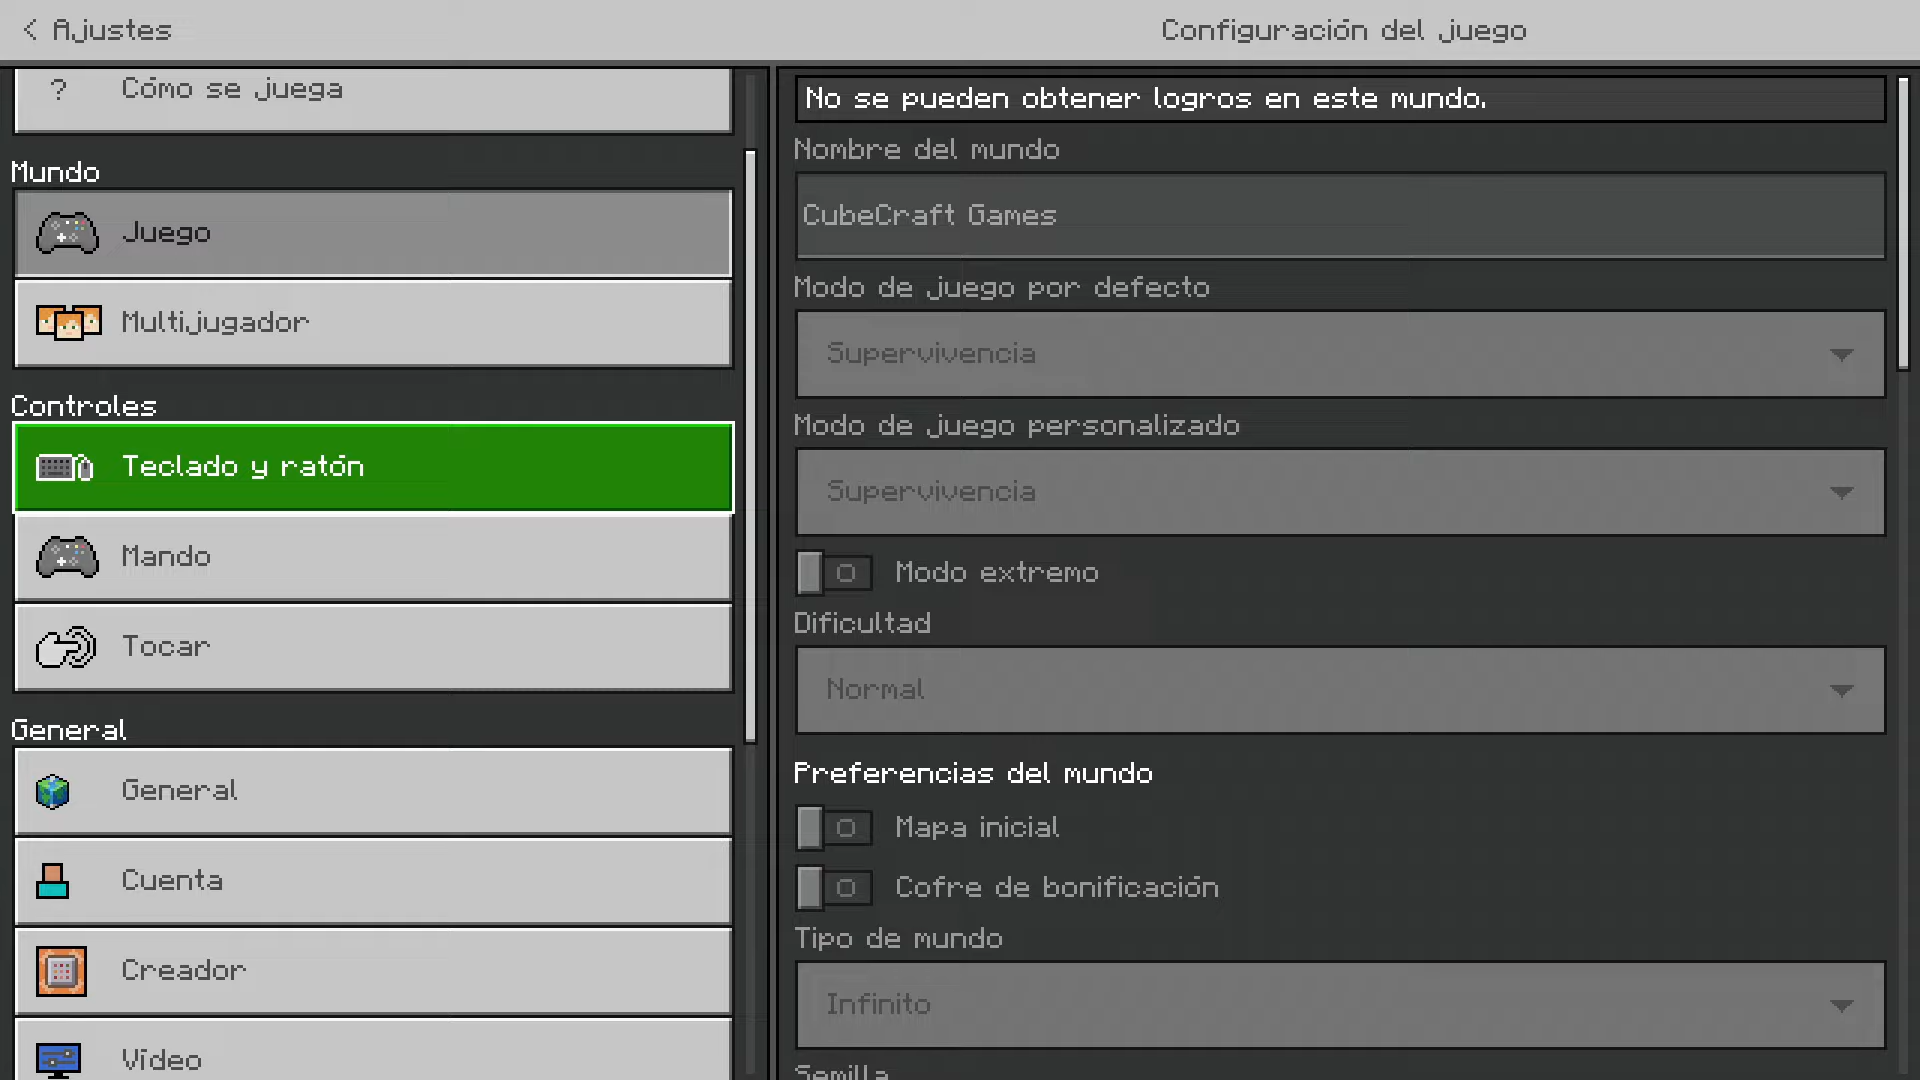 < Ajustes
Configuración del juego
? Cómo se juega
Mundo
Juego
Multijugador
Controles
Teclado y ratón
Mando
Tocar
General
General
Cuenta
Creador
Vídeo
No se pueden obtener logros en este mundo.
Nombre del mundo
CubeCraft Games
Modo de juego por defecto
Supervivencia
Modo de juego personalizado
Supervivencia
Modo extremo
Dificultad
Normal
Preferencias del mundo
Mapa inicial
Cofre de bonificación
Tipo de mundo
Infinito
Semilla